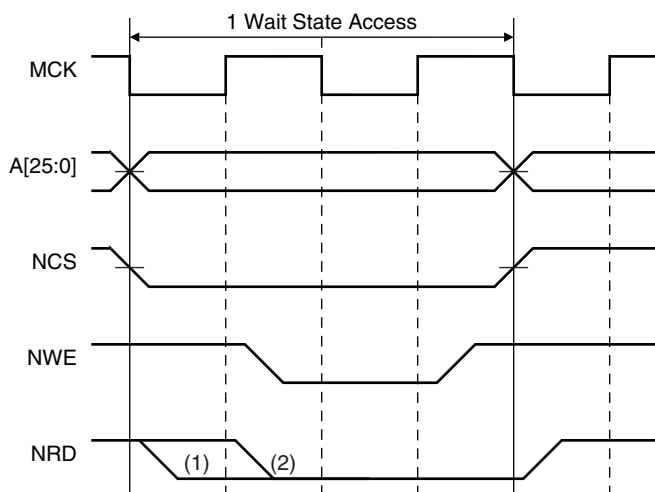 1 Wait State Access
MCK
A[25:0]
NCS
NWE
NRD
(1)
(2)